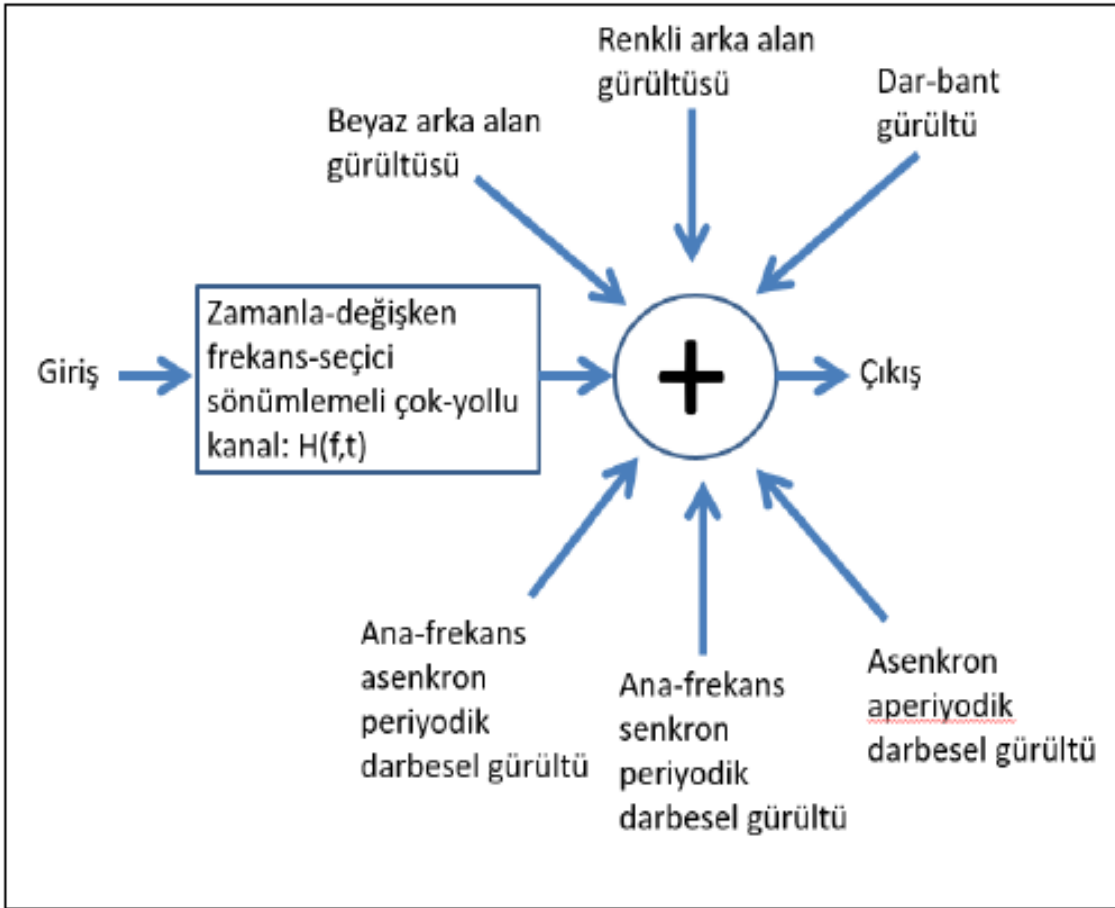 Renkli arka alan
gürültüsü
Dar-bant
gürültü
Beyaz arka alan
gürültüsü
Zamanla-değişken
frekans-seçici
sönümlemeli çok-yollu
kanal: H(f,t)
Giriş
+
Çıkış
Ana-frekans
asenkron
periyodik
darbesel gürültü
Ana-frekans
senkron
periyodik
darbesel gürültü
Asenkron
aperiyodik
darbesel gürültü